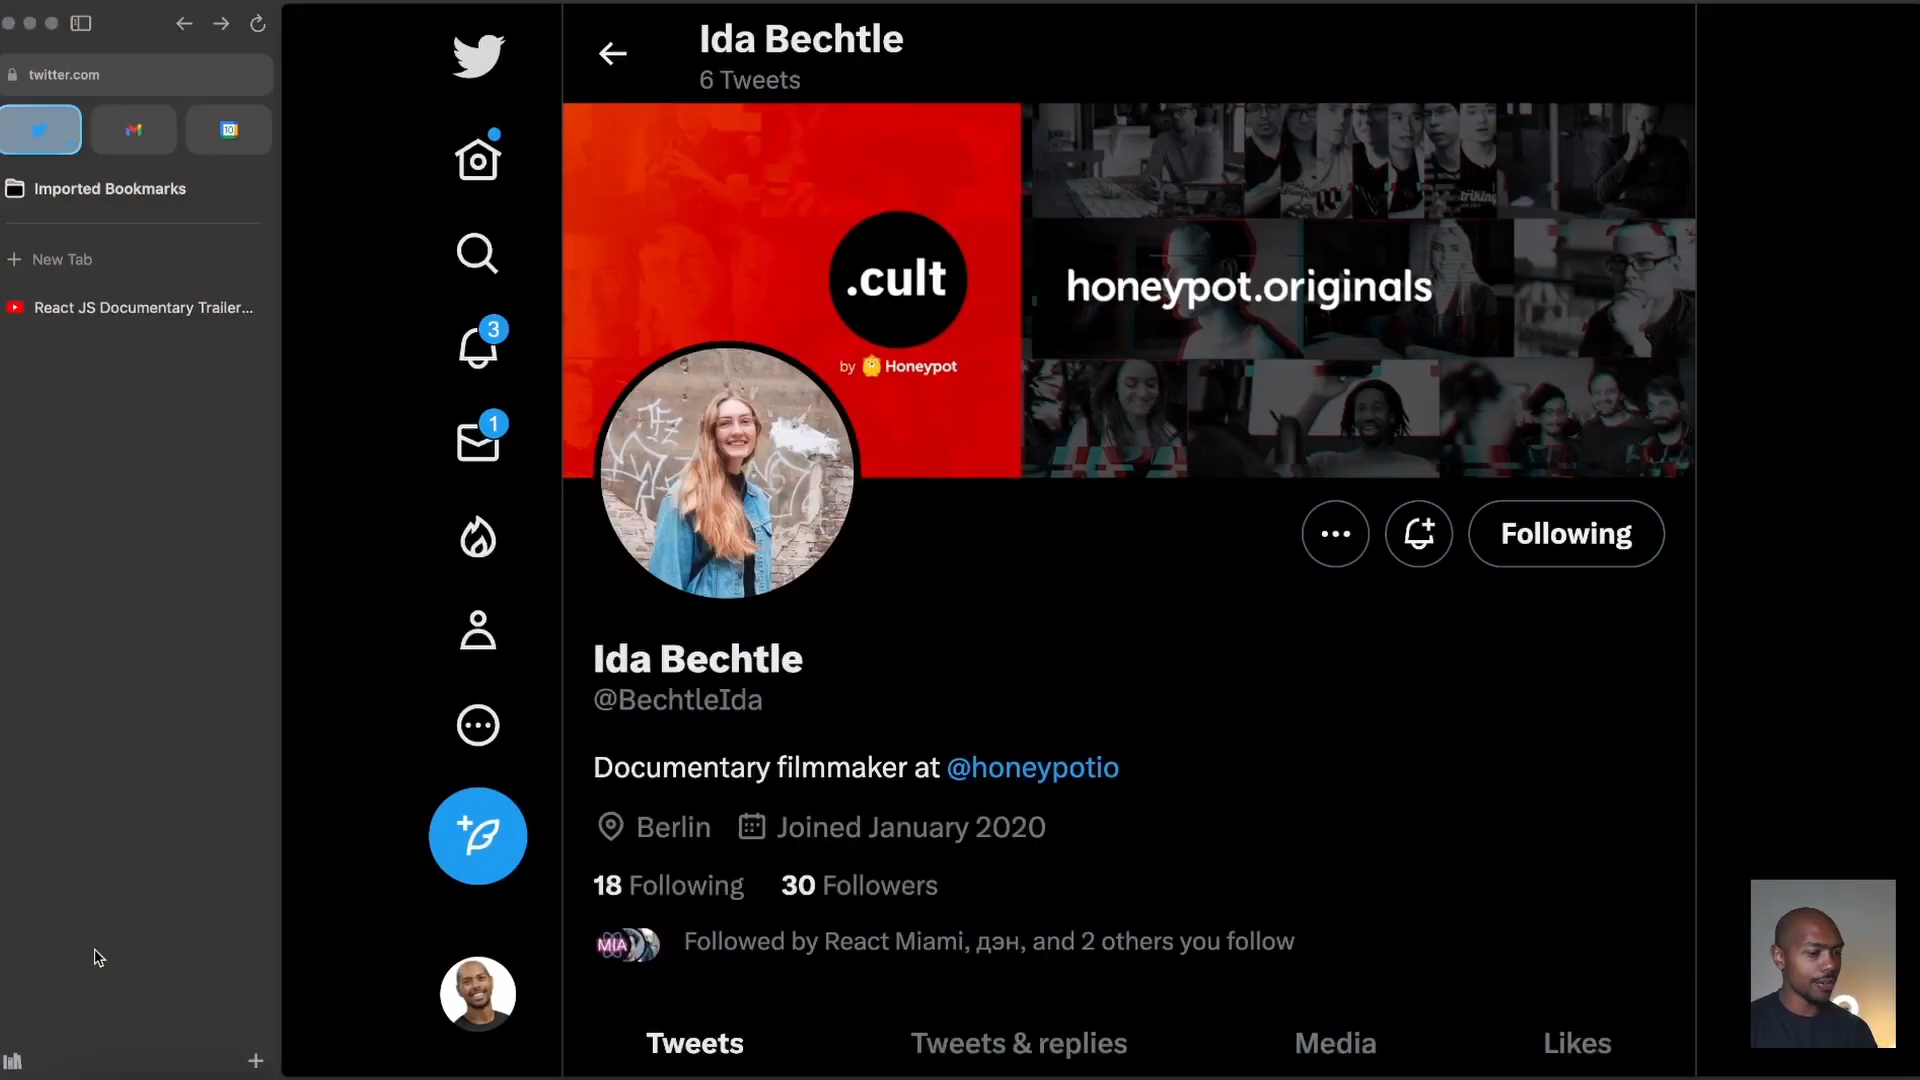 twitter.com
10
Imported Bookmarks
New Tab
React JS Documentary Trailer...
3
1
Ida Bechtle
6 Tweets
.cult
by Honeypot
honeypot.originals
Following
Ida Bechtle
@BechtleIda
Documentary filmmaker at @honeypotio
Berlin Joined January 2020
18 Following 30 Followers
MIA
Followed by React Miami, дэн, and 2 others you follow
Tweets Tweets & replies Media Likes